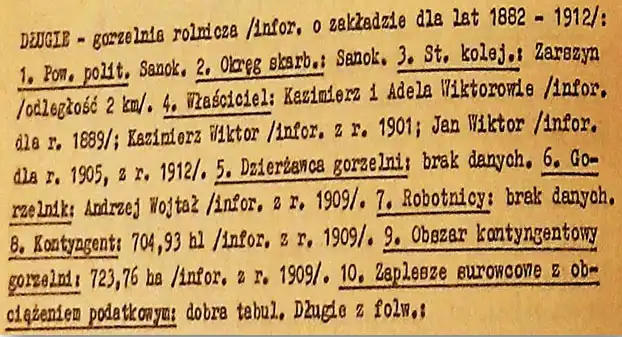 DŁUGIE - gorzelnia rolnicza /infor. o zakładzie dla lat 1882 - 1912/:
1. Pow. polit. Sanok. 2. Okręg skarb.: Sanok. 3. St. kolej.: Zarszyn
/odległość 2 km/. 4. Właściciel: Kazimierz i Adela Wiktorowie /infor.
dla r. 1889/; Kazimierz Wiktor /infor. z r. 1901; Jan Wiktor /infor.
dla r. 1905, z r. 1912/. 5. Dzierżawca gorzelni: brak danych. 6. Go-
rzelnik: Andrzej Wojtał /infor. z r. 1909/. 7. Robotnicy: brak danych.
8. Kontyngent: 704,93 hl /infor. z r. 1909/. 9. Obszar kontyngentowy
gorzelni: 723,76 ha /infor. z r. 1909/. 10. Zaplesze surowcowe z ob-
ciążeniem podatkowym: dobra tabul. Długie z folw.: